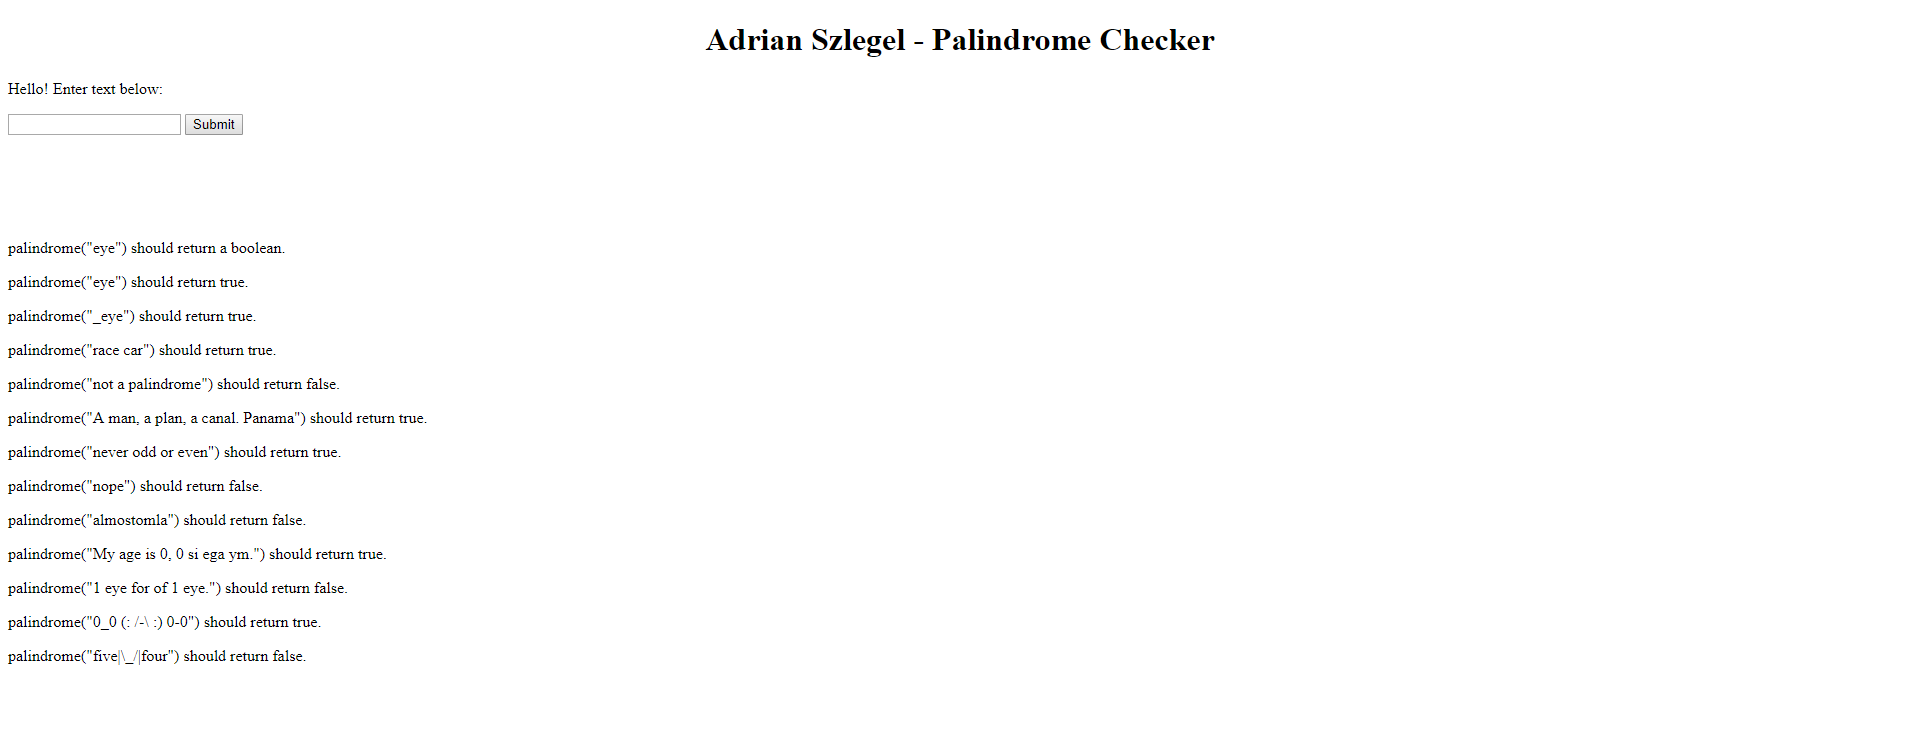 Adrian Szlegel - Palindrome Checker
Hello! Enter text below:
Submit
palindrome("eye") should return a boolean.
palindrome("eye") should return true.
palindrome("_eye") should return true.
palindrome("race car") should return true.
palindrome("not a palindrome") should return false.
palindrome("A man, a plan, a canal. Panama") should return true.
palindrome("never odd or even") should return true.
palindrome("nope") should return false.
palindrome("almostomla") should return false.
palindrome("My age is 0, 0 si ega ym.") should return true.
palindrome("1 eye for of 1 eye.") should return false.
palindrome("0_0 (: /-\ :) 0-0") should return true.
palindrome("five|\_/|four") should return false.